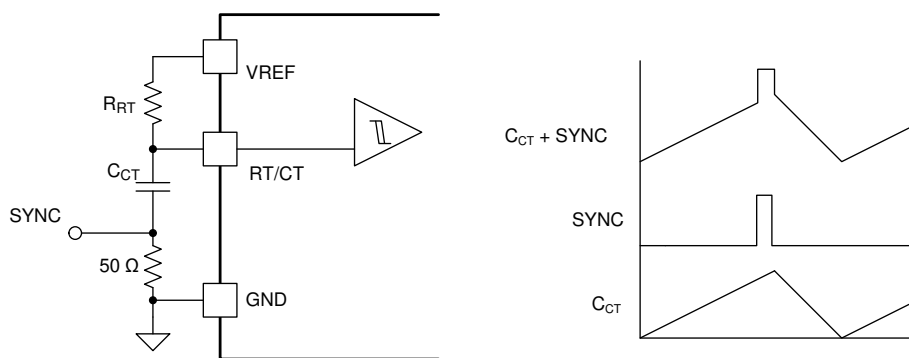 VREF
RRT
RT/CT
CCT
SYNC
50 Ω
GND
CCT + SYNC
SYNC
CCT